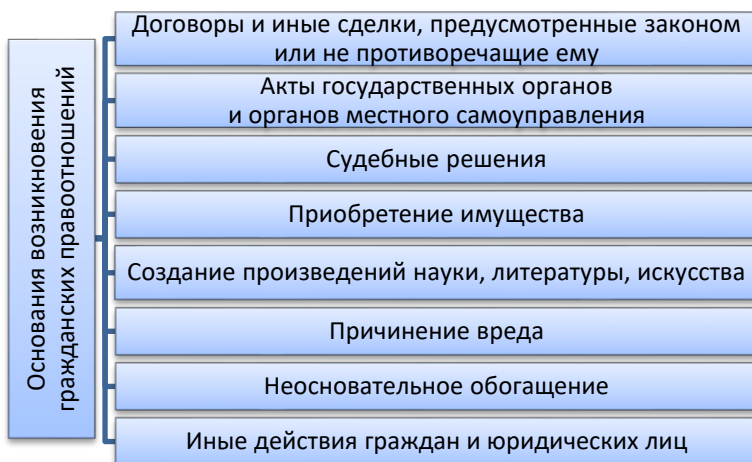 Основания возникновения
гражданских правоотношений
Договоры и иные сделки, предусмотренные законом
или не противоречащие ему
Акты государственных органов
и органов местного самоуправления
Судебные решения
Приобретение имущества
Создание произведений науки, литературы, искусства
Причинение вреда
Неосновательное обогащение
Иные действия граждан и юридических лиц